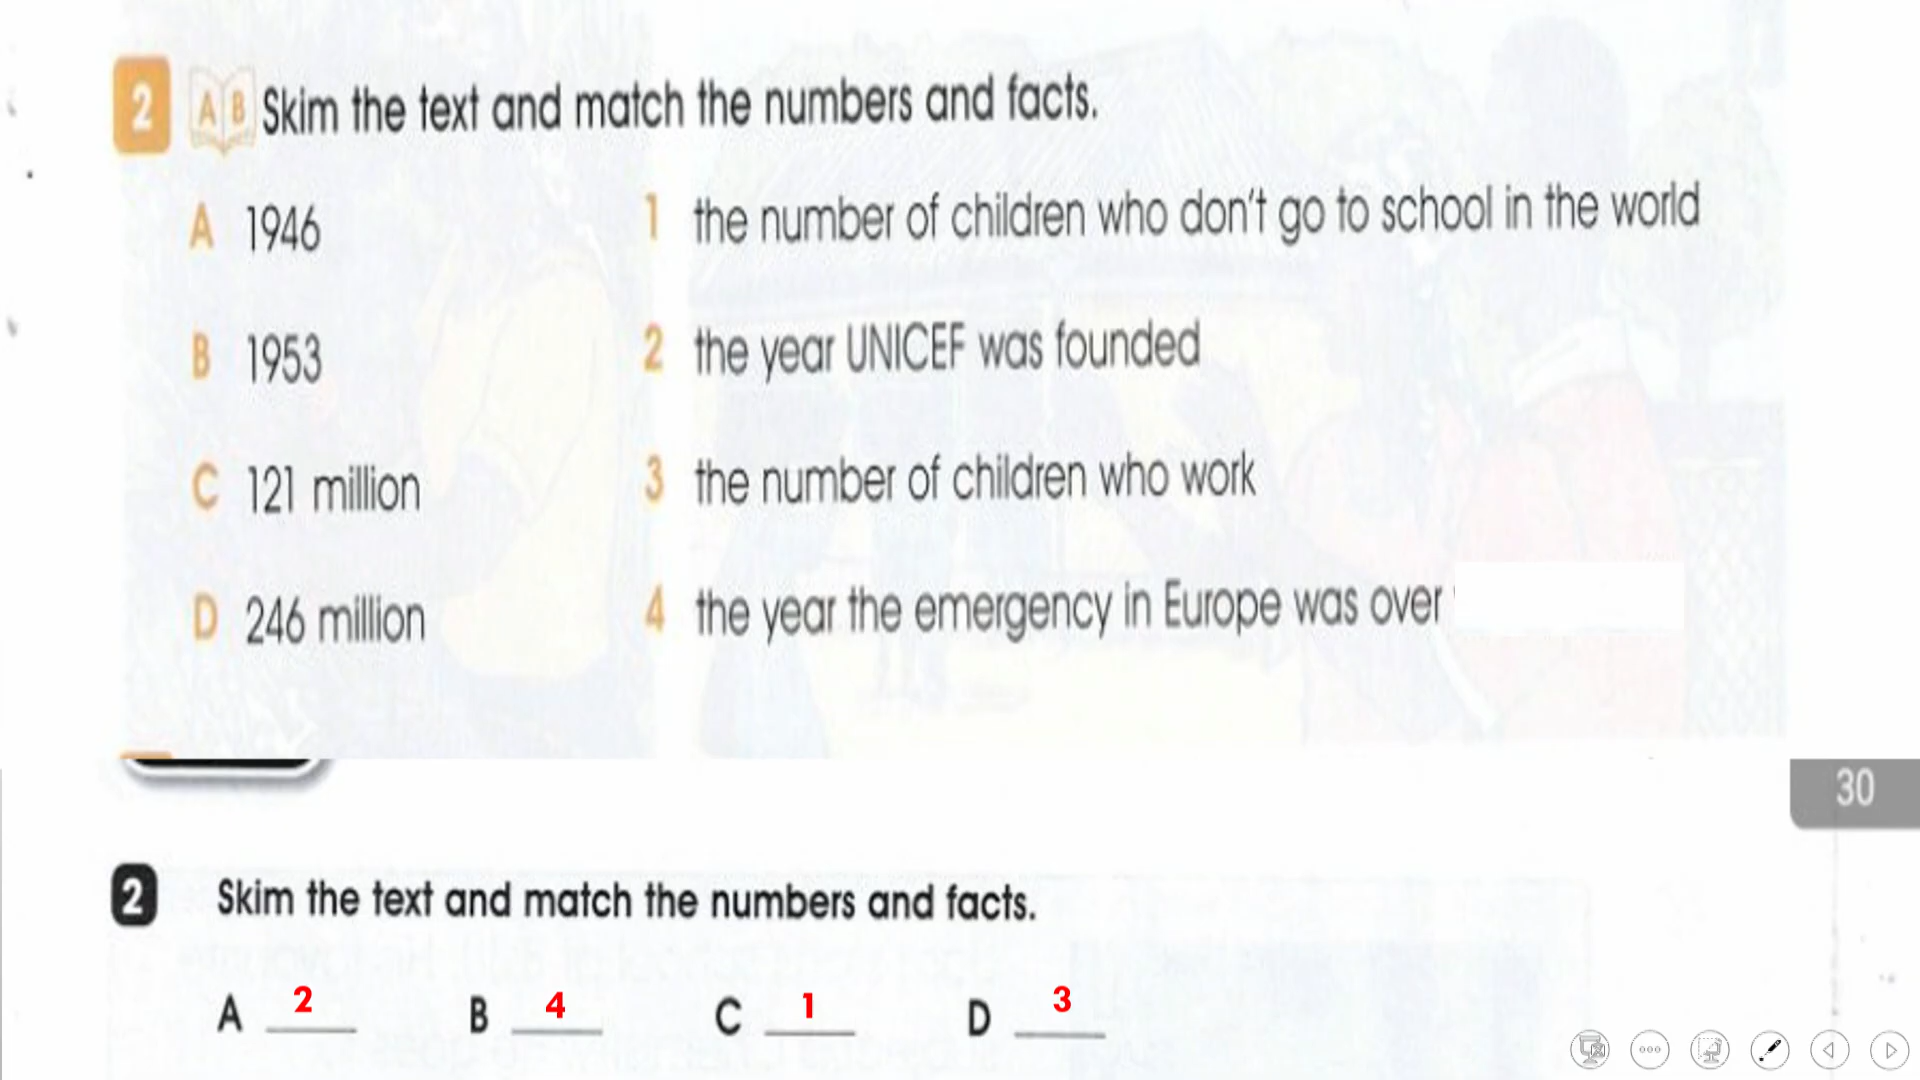 2 A B Skim the text and match the numbers and facts.
A 1946 1 the number of children who don't go to school in the world
B 1953 2 the year UNICEF was founded
C 121 million 3 the number of children who work
D 246 million 4 the year the emergency in Europe was over
30
2 Skim the text and match the numbers and facts.
A 2 B 4 C 1 D 3